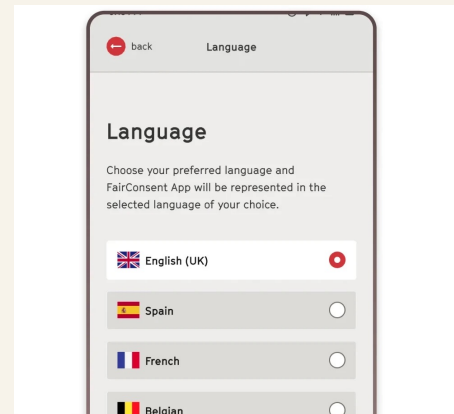 back
Language
Language
Choose your preferred language and
FairConsent App will be represented in the
selected language of your choice.
English (UK)
Spain
French
Belgian